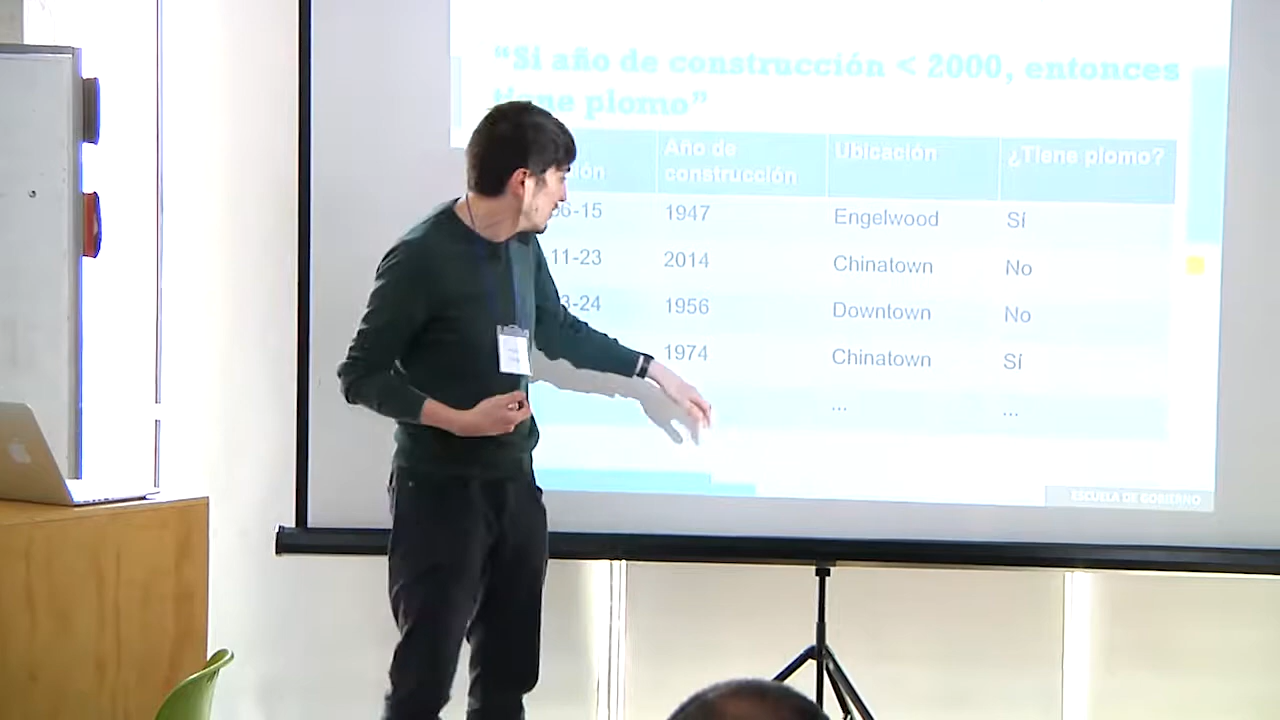 “Si año de construcción < 2000, entonces
plomo”
Año de construcción Ubicación ¿Tiene plomo?
1947 Engelwood Sí
11-23 2014 Chinatown No
1956 Downtown No
1974 Chinatown Sí
... ...
ESCUELA DE GOBIERNO